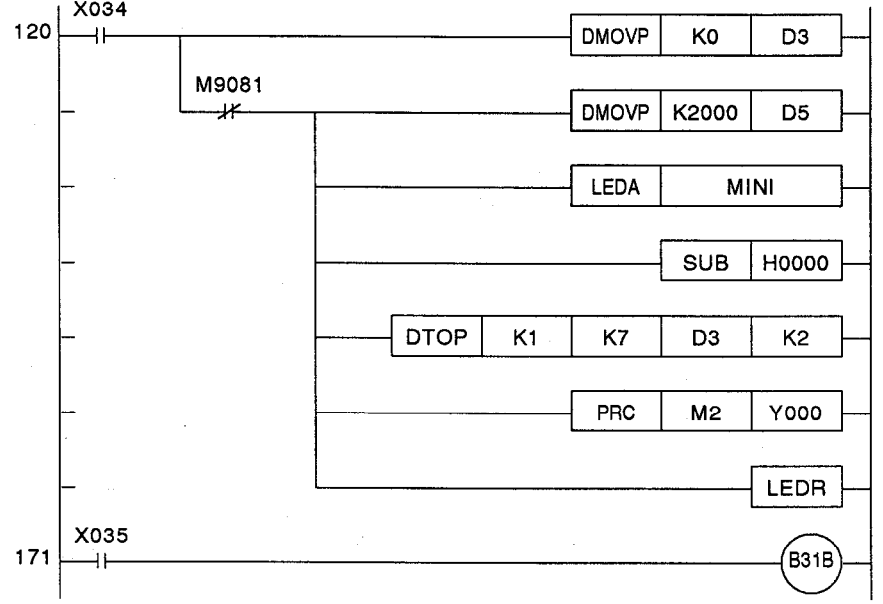 X034
120 DMOVP K0 D3
M9081
DMOVP K2000 D5
LEDA MINI
SUB H0000
DTOP K1 K7 D3 K2
PRC M2 Y000
LEDR
X035
171 B31B